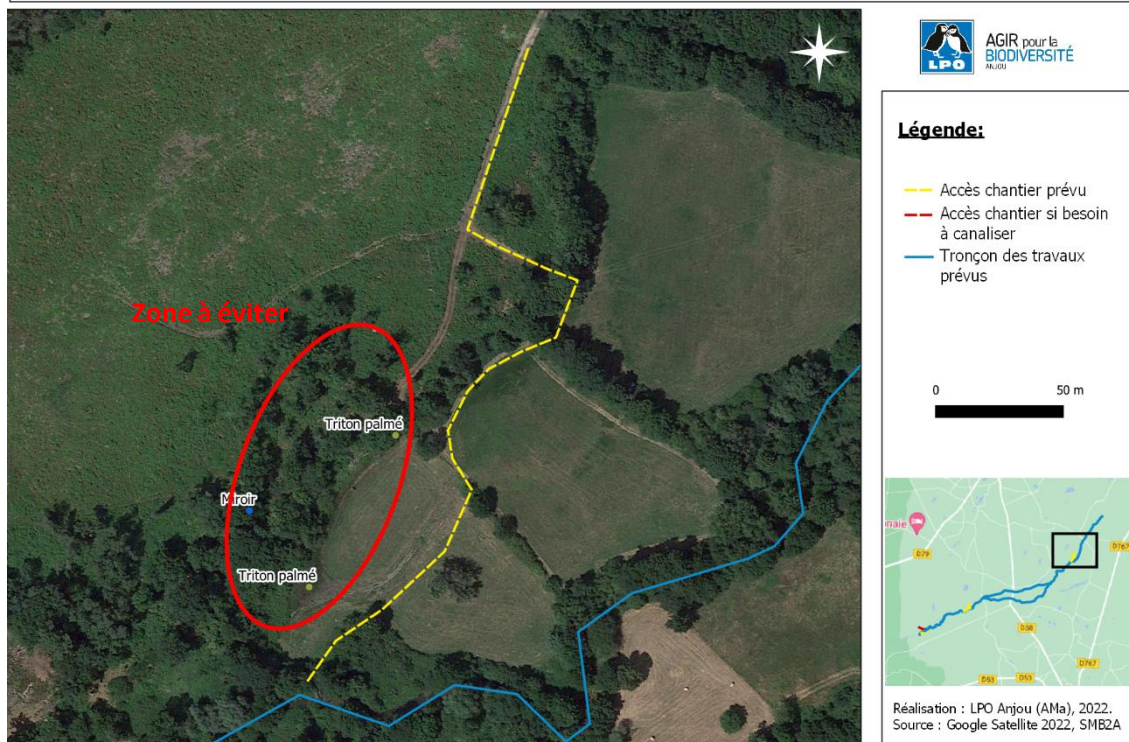 Zone à éviter
Triton palmé
Miroir
Triton palmé
LPO
AGIR pour la
BIODIVERSITÉ
ANJOU
Légende:
Accès chantier prévu
Accès chantier si besoin
à canaliser
Tronçon des travaux
prévus
0 50 m
naie
D79
D767
D58
D767
D53 D53
Réalisation : LPO Anjou (AMa), 2022.
Source : Google Satellite 2022, SMB2A